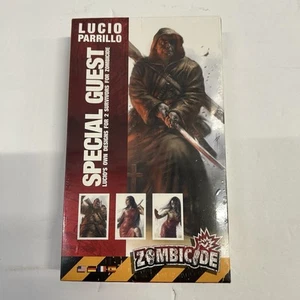 LUCIO
PARRILLO
SPECIAL GUEST
LUCIO'S OWN DESIGNS FOR 2 SURVIVORS FOR ZOMBICIDE
ZOMBICIDE